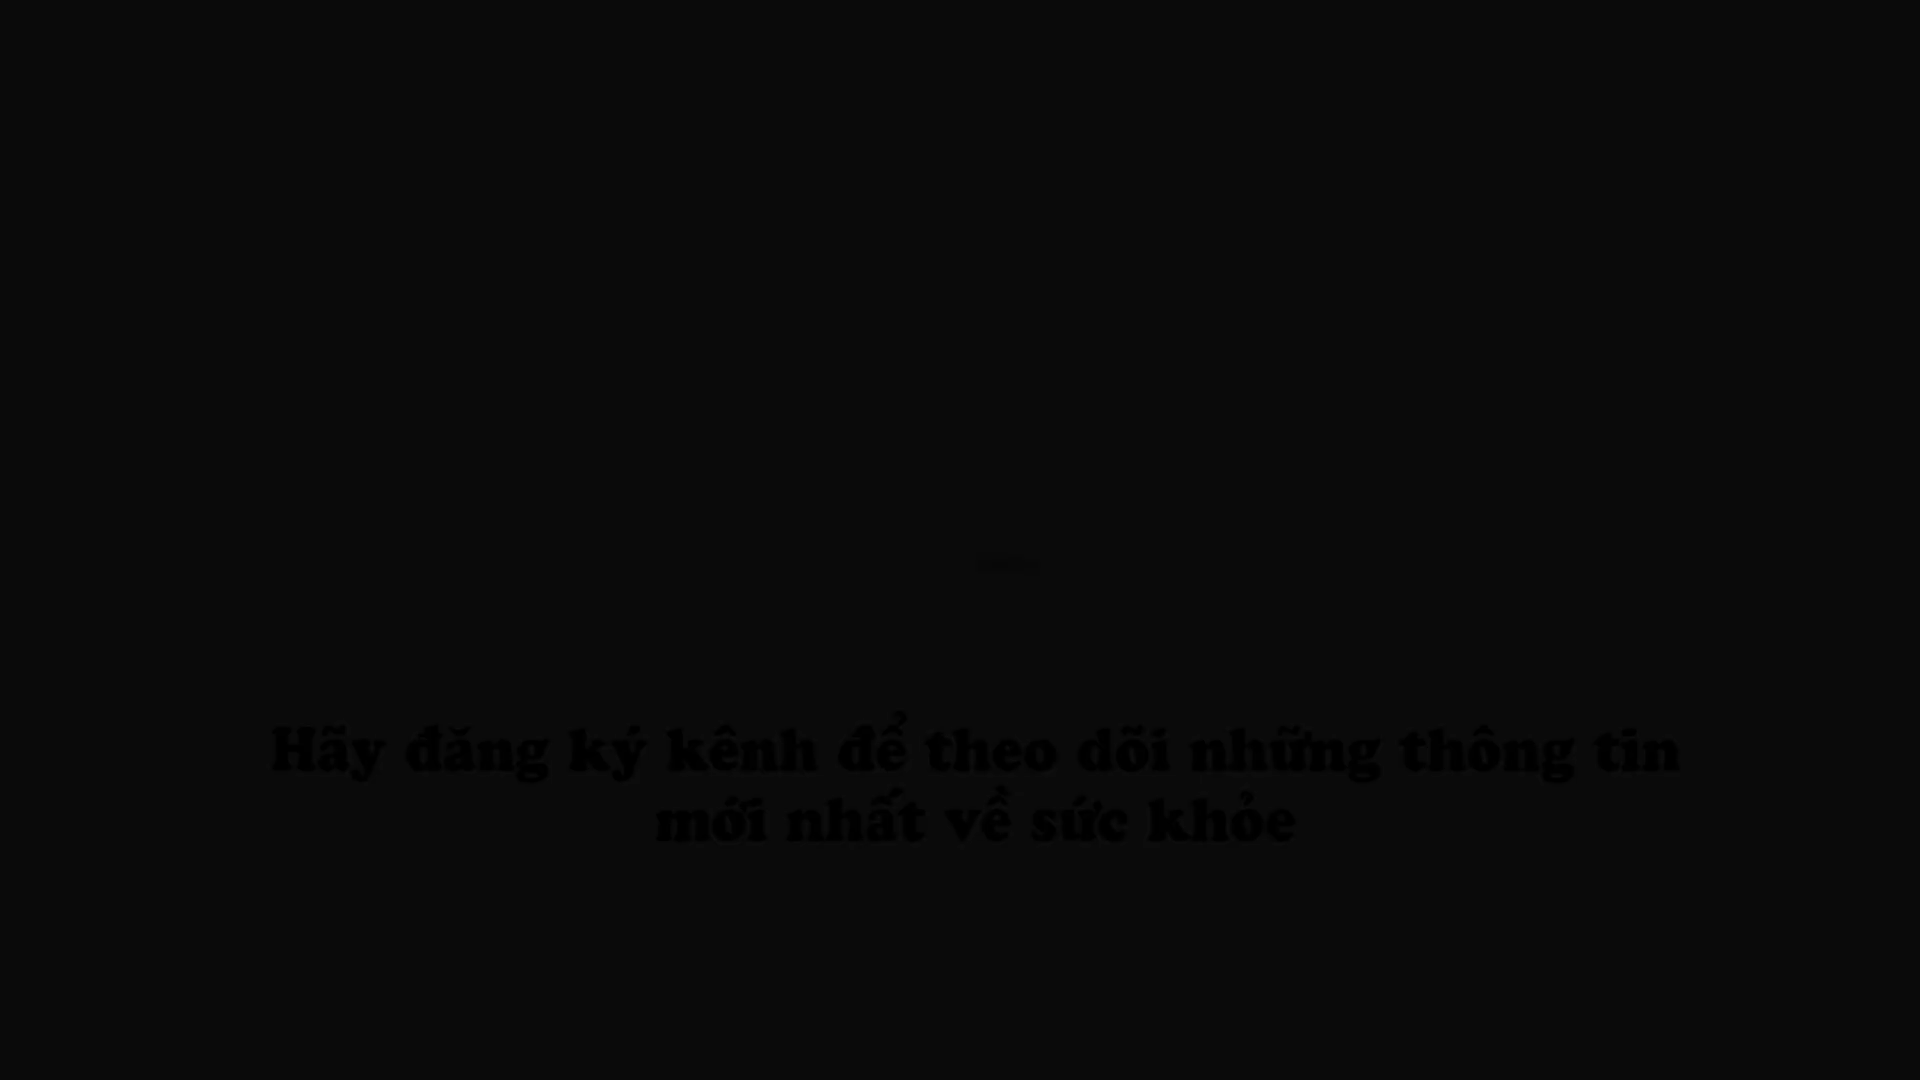 Hãy đăng ký kênh để theo dõi những thông tin
mới nhất về sức khỏe